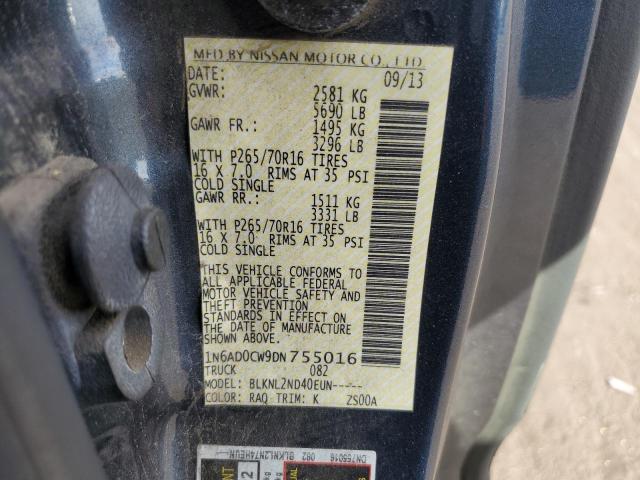 MFD BY NISSAN MOTOR CO., LTD.
DATE: 09/13
GVWR: 2581 KG
5690 LB
GAWR FR.: 1495 KG
3296 LB
WITH P265/70R16 TIRES
16 X 7.0 RIMS AT 35 PSI
COLD SINGLE
GAWR RR.: 1511 KG
3331 LB
WITH P265/70R16 TIRES
16 X 7.0 RIMS AT 35 PSI
COLD SINGLE
THIS VEHICLE CONFORMS TO
ALL APPLICABLE FEDERAL
MOTOR VEHICLE SAFETY AND
THEFT PREVENTION
STANDARDS IN EFFECT ON
THE DATE OF MANUFACTURE
SHOWN ABOVE.
1N6AD0CW9DN755016
TRUCK 082
MODEL: BLKNL2ND40EUN-----
COLOR: RAQ TRIM: K ZS00A
DN755016
082